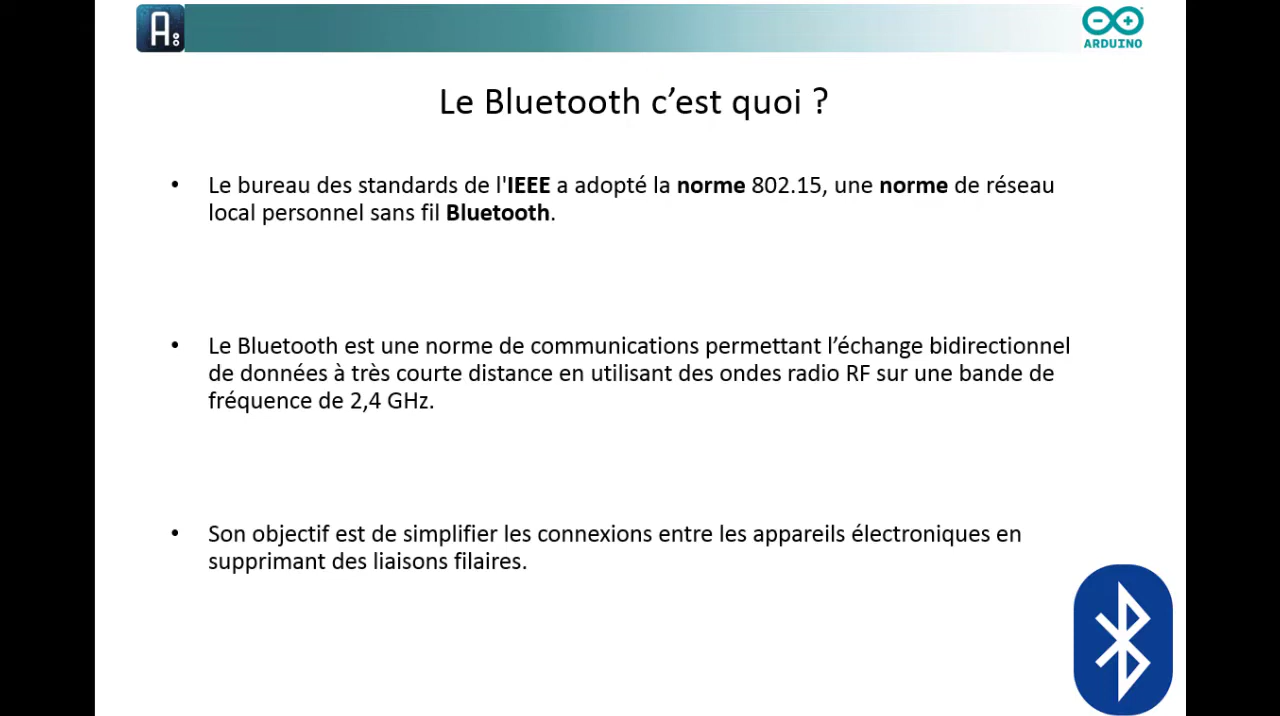 A:
ARDUINO
Le Bluetooth c’est quoi ?
• Le bureau des standards de l'IEEE a adopté la norme 802.15, une norme de réseau
local personnel sans fil Bluetooth.
• Le Bluetooth est une norme de communications permettant l’échange bidirectionnel
de données à très courte distance en utilisant des ondes radio RF sur une bande de
fréquence de 2,4 GHz.
• Son objectif est de simplifier les connexions entre les appareils électroniques en
supprimant des liaisons filaires.